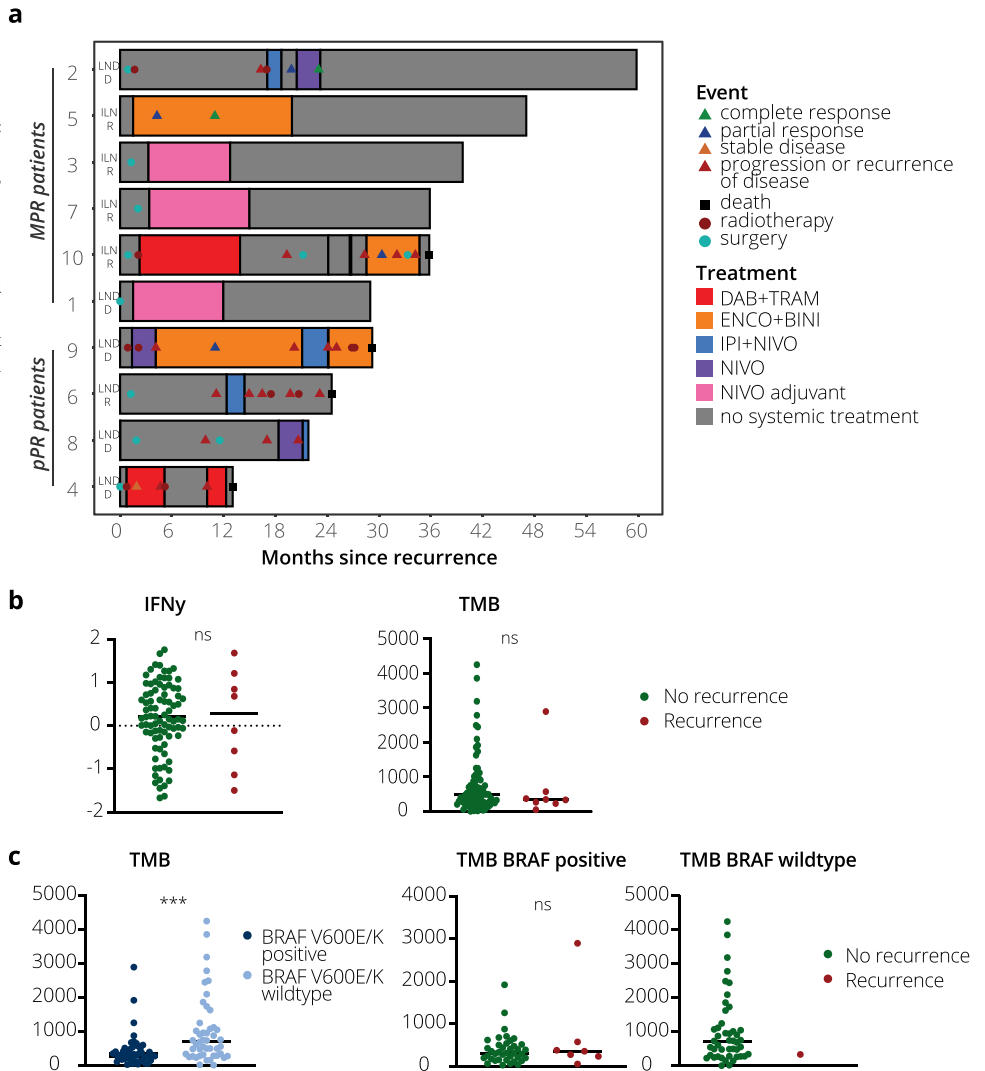 a
MPR patients
pPR patients
2
LND
D
5
ILN
R
3
ILN
R
7
ILN
R
10
ILN
R
1
LND
D
9
LND
D
6
LND
R
8
LND
D
4
LND
D
0 6 12 18 24 30 36 42 48 54 60
Months since recurrence
Event
complete response
partial response
stable disease
progression or recurrence
of disease
death
radiotherapy
surgery
Treatment
DAB+TRAM
ENCO+BINI
IPI+NIVO
NIVO
NIVO adjuvant
no systemic treatment
b
IFNy
ns
2
1
0
-1
-2
TMB
ns
5000
4000
3000
2000
1000
0
No recurrence
Recurrence
c
TMB
***
5000
4000
3000
2000
1000
0
BRAF V600E/K
positive
BRAF V600E/K
wildtype
TMB BRAF positive
ns
4000
3000
2000
1000
0
TMB BRAF wildtype
5000
4000
3000
2000
1000
0
No recurrence
Recurrence